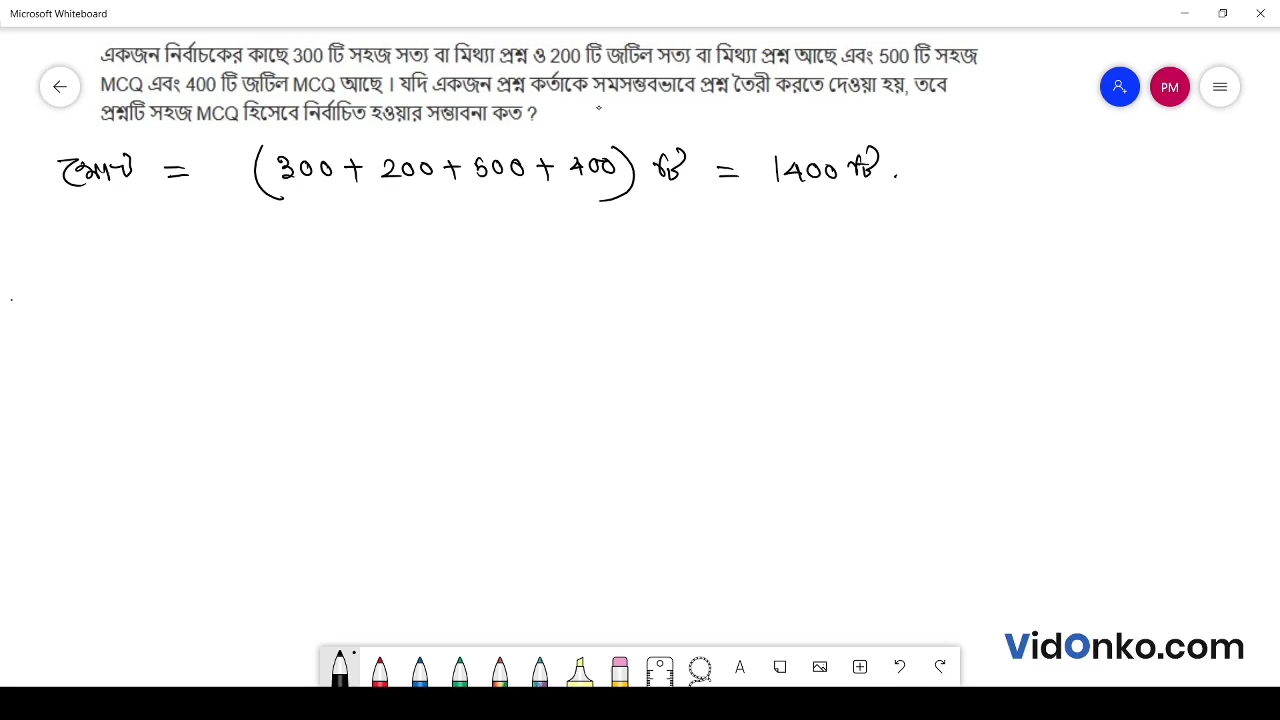 Microsoft Whiteboard
একজন নির্বাচকের কাছে 300 টি সহজ সত্য বা মিথ্যা প্রশ্ন ও 200 টি জটিল সত্য বা মিথ্যা প্রশ্ন আছে এবং 500 টি সহজ
MCQ এবং 400 টি জটিল MCQ আছে। যদি একজন প্রশ্ন কর্তাকে সমসম্ভবভাবে প্রশ্ন তৈরী করতে দেওয়া হয়, তবে
প্রশ্নটি সহজ MCQ হিসেবে নির্বাচিত হওয়ার সম্ভাবনা কত ?
PM
মোট = (300 + 200 + 500 + 400) টি = 1400 টি.
A
VidOnko.com